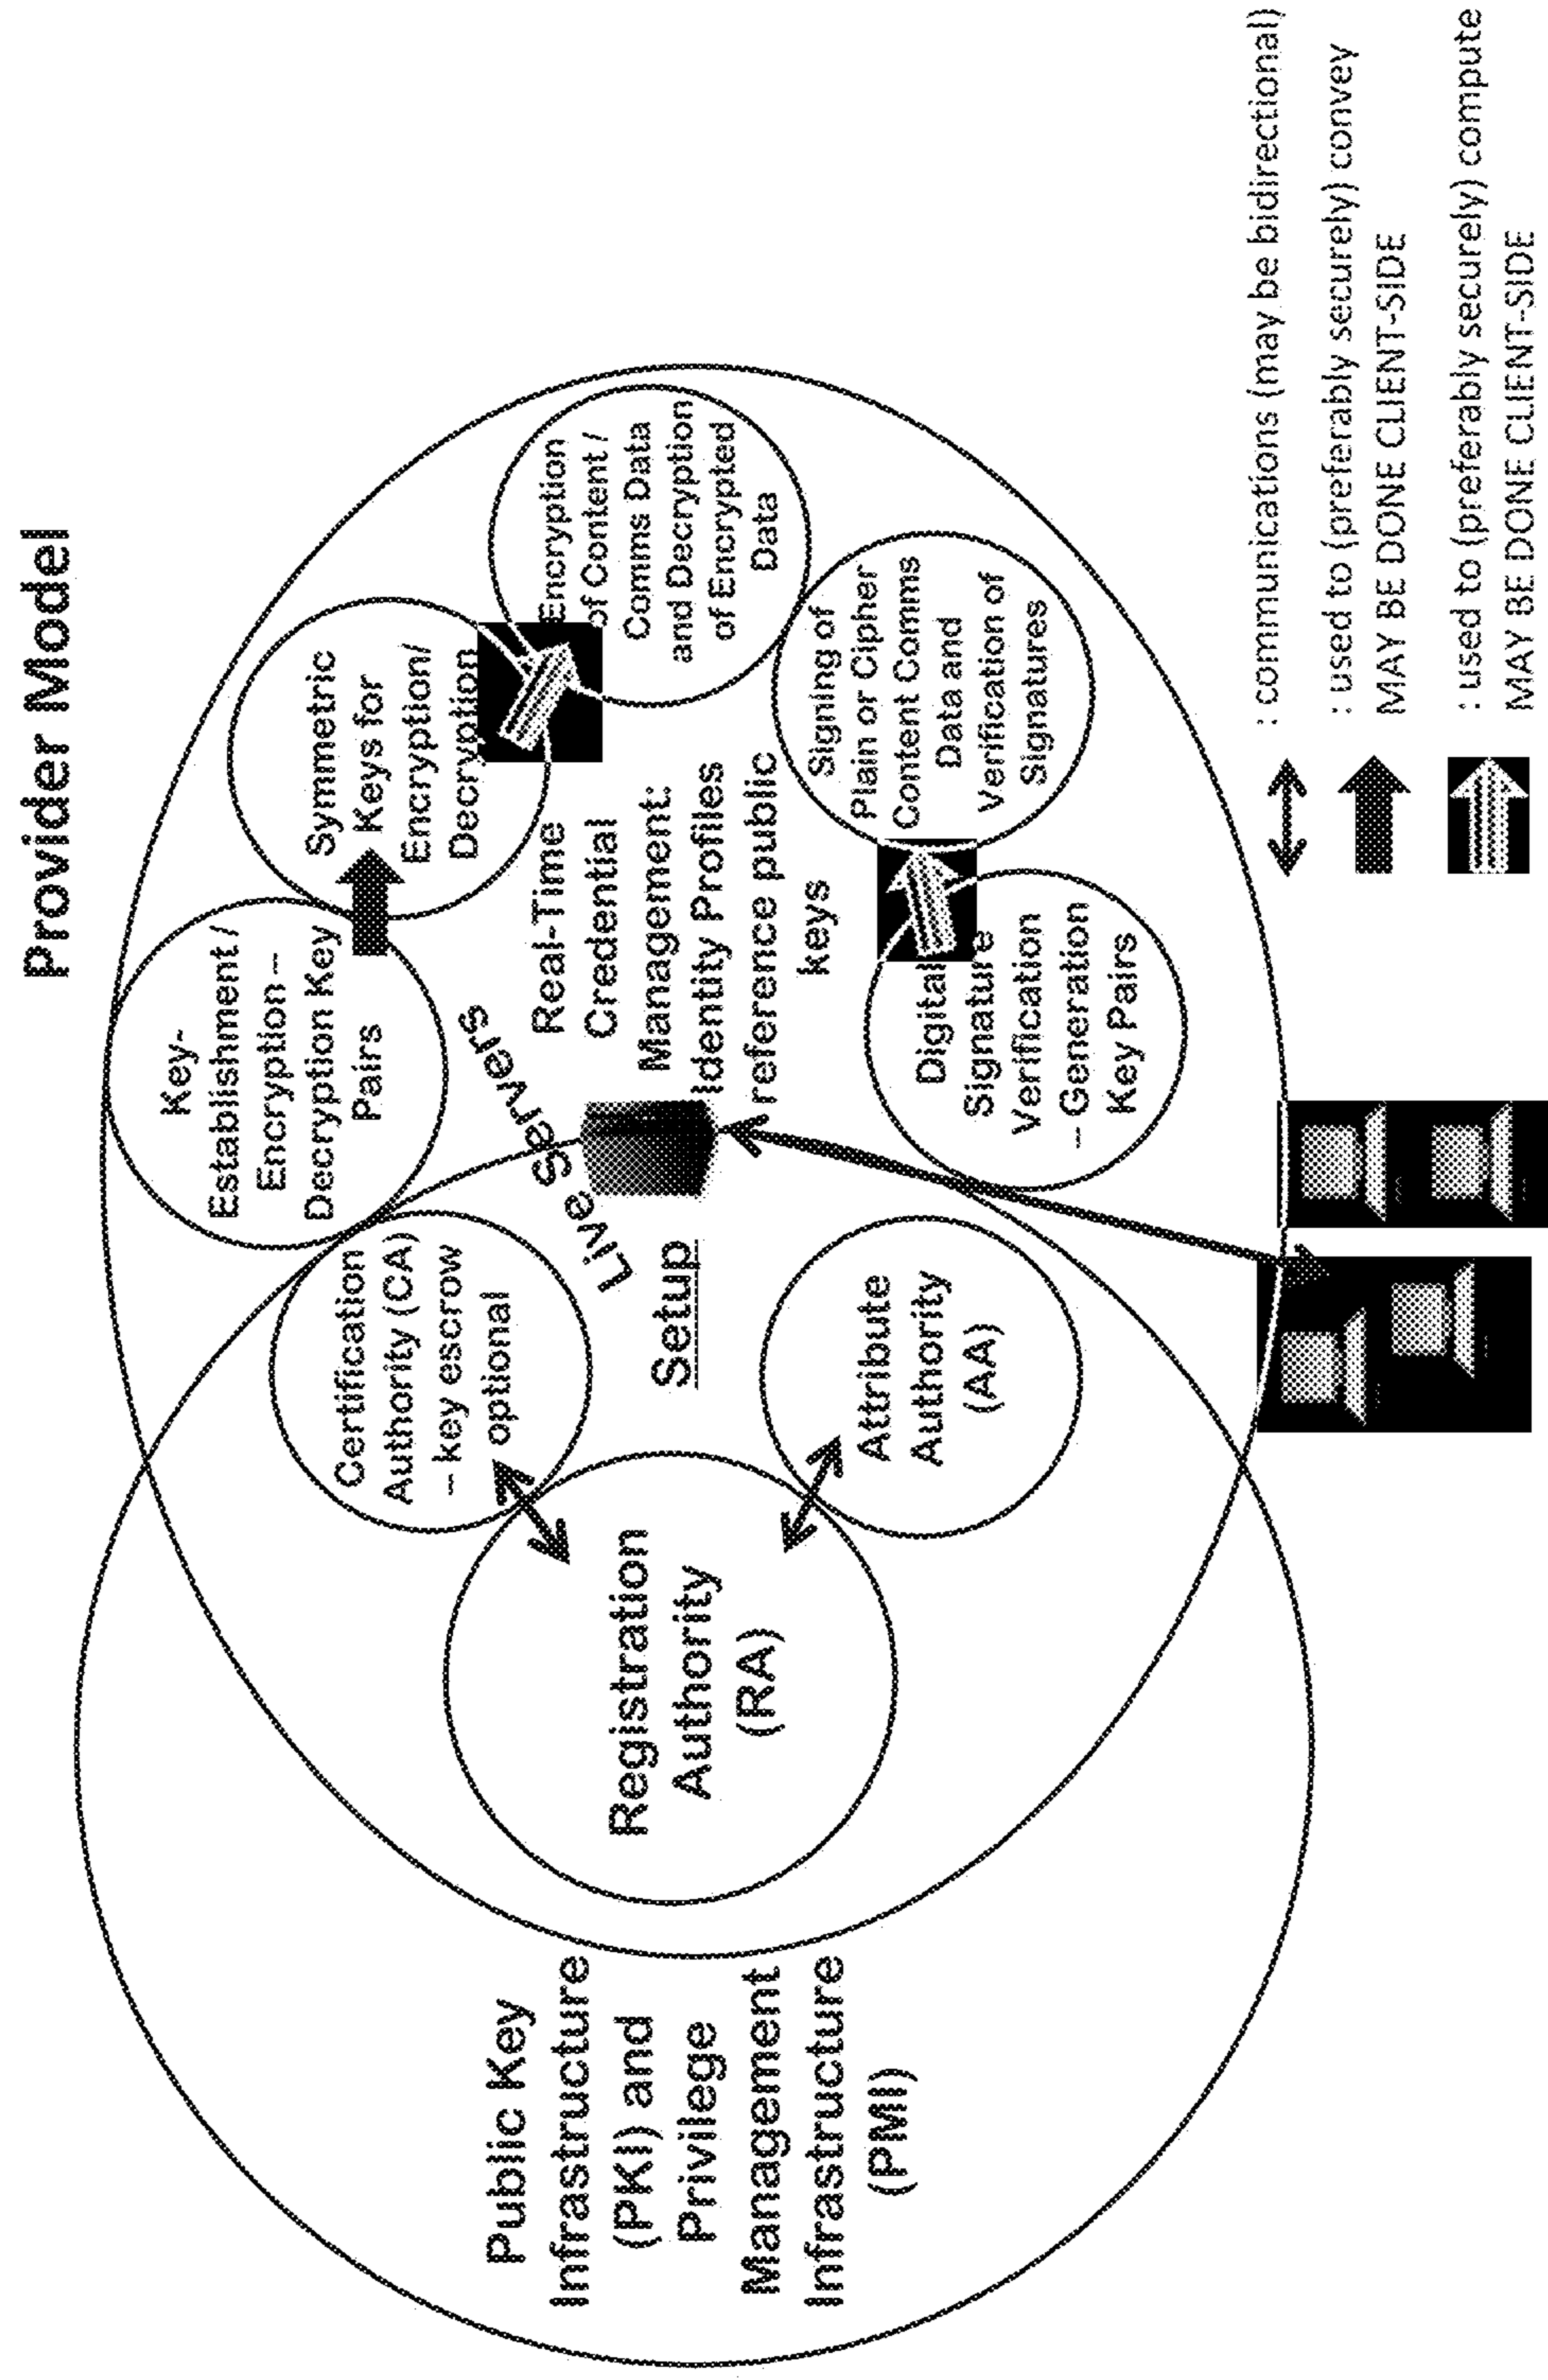 Provider Model
Public Key
Infrastructure
(PKI) and
Privilege
Management
Infrastructure
(PMI)
Registration
Authority
(RA)
Certification
Authority (CA)
– key escrow
optional
Setup
Attribute
Authority
(AA)
Live Servers
Key-
Establishment /
Encryption –
Decryption Key
Pairs
Symmetric
Keys for
Encryption/
Decryption
Encryption
of Content /
Comms Data
and Decryption
of Encrypted
Data
Real-Time
Credential
Management:
Identity Profiles
reference public
keys
Digital
Signature
Verification
– Generation
Key Pairs
Signing of
Plain or Cipher
Content Comms
Data and
Verification of
Signatures
: communications (may be bidirectional)
: used to (preferably securely) convey
MAY BE DONE CLIENT-SIDE
: used to (preferably securely) compute
MAY BE DONE CLIENT-SIDE